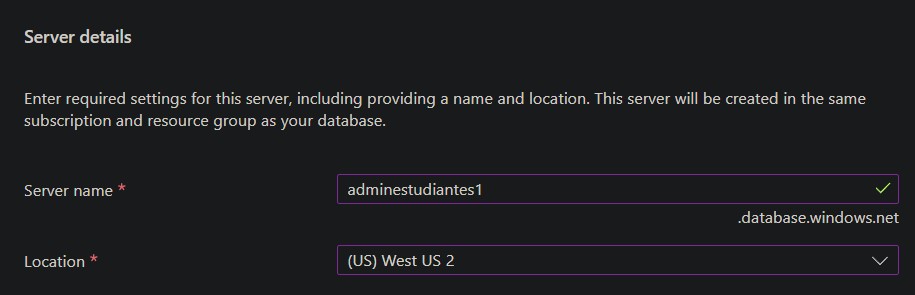 Server details
Enter required settings for this server, including providing a name and location. This server will be created in the same
subscription and resource group as your database.
Server name *
adminestudiantes1
.database.windows.net
Location *
(US) West US 2